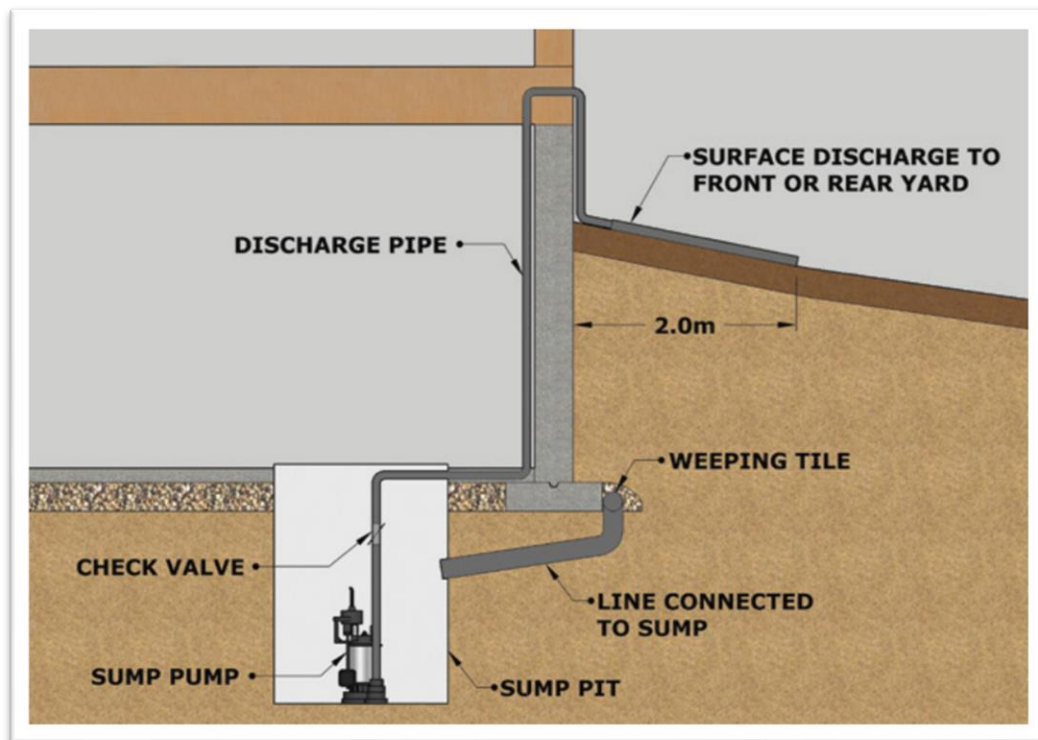 SURFACE DISCHARGE TO
FRONT OR REAR YARD
DISCHARGE PIPE
2.0m
WEEPING TILE
CHECK VALVE
LINE CONNECTED
TO SUMP
SUMP PUMP
SUMP PIT